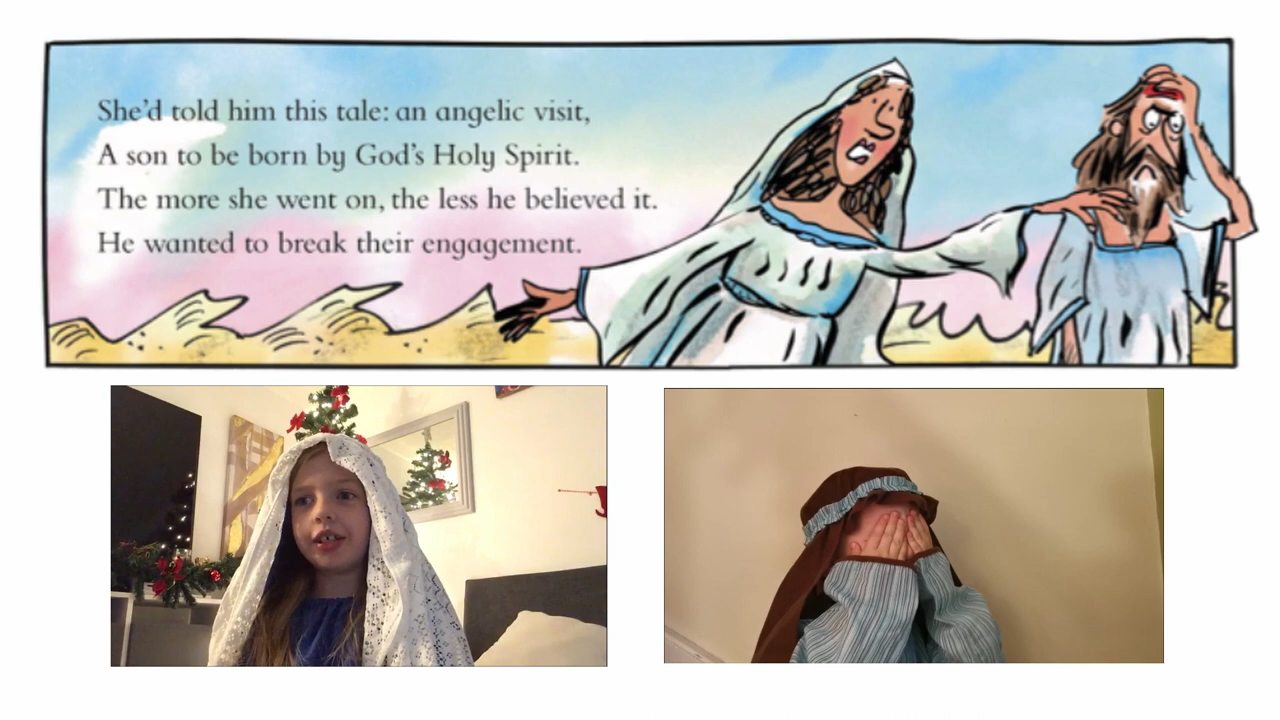 She'd told him this tale: an angelic visit,
A son to be born by God's Holy Spirit.
The more she went on, the less he believed it.
He wanted to break their engagement.